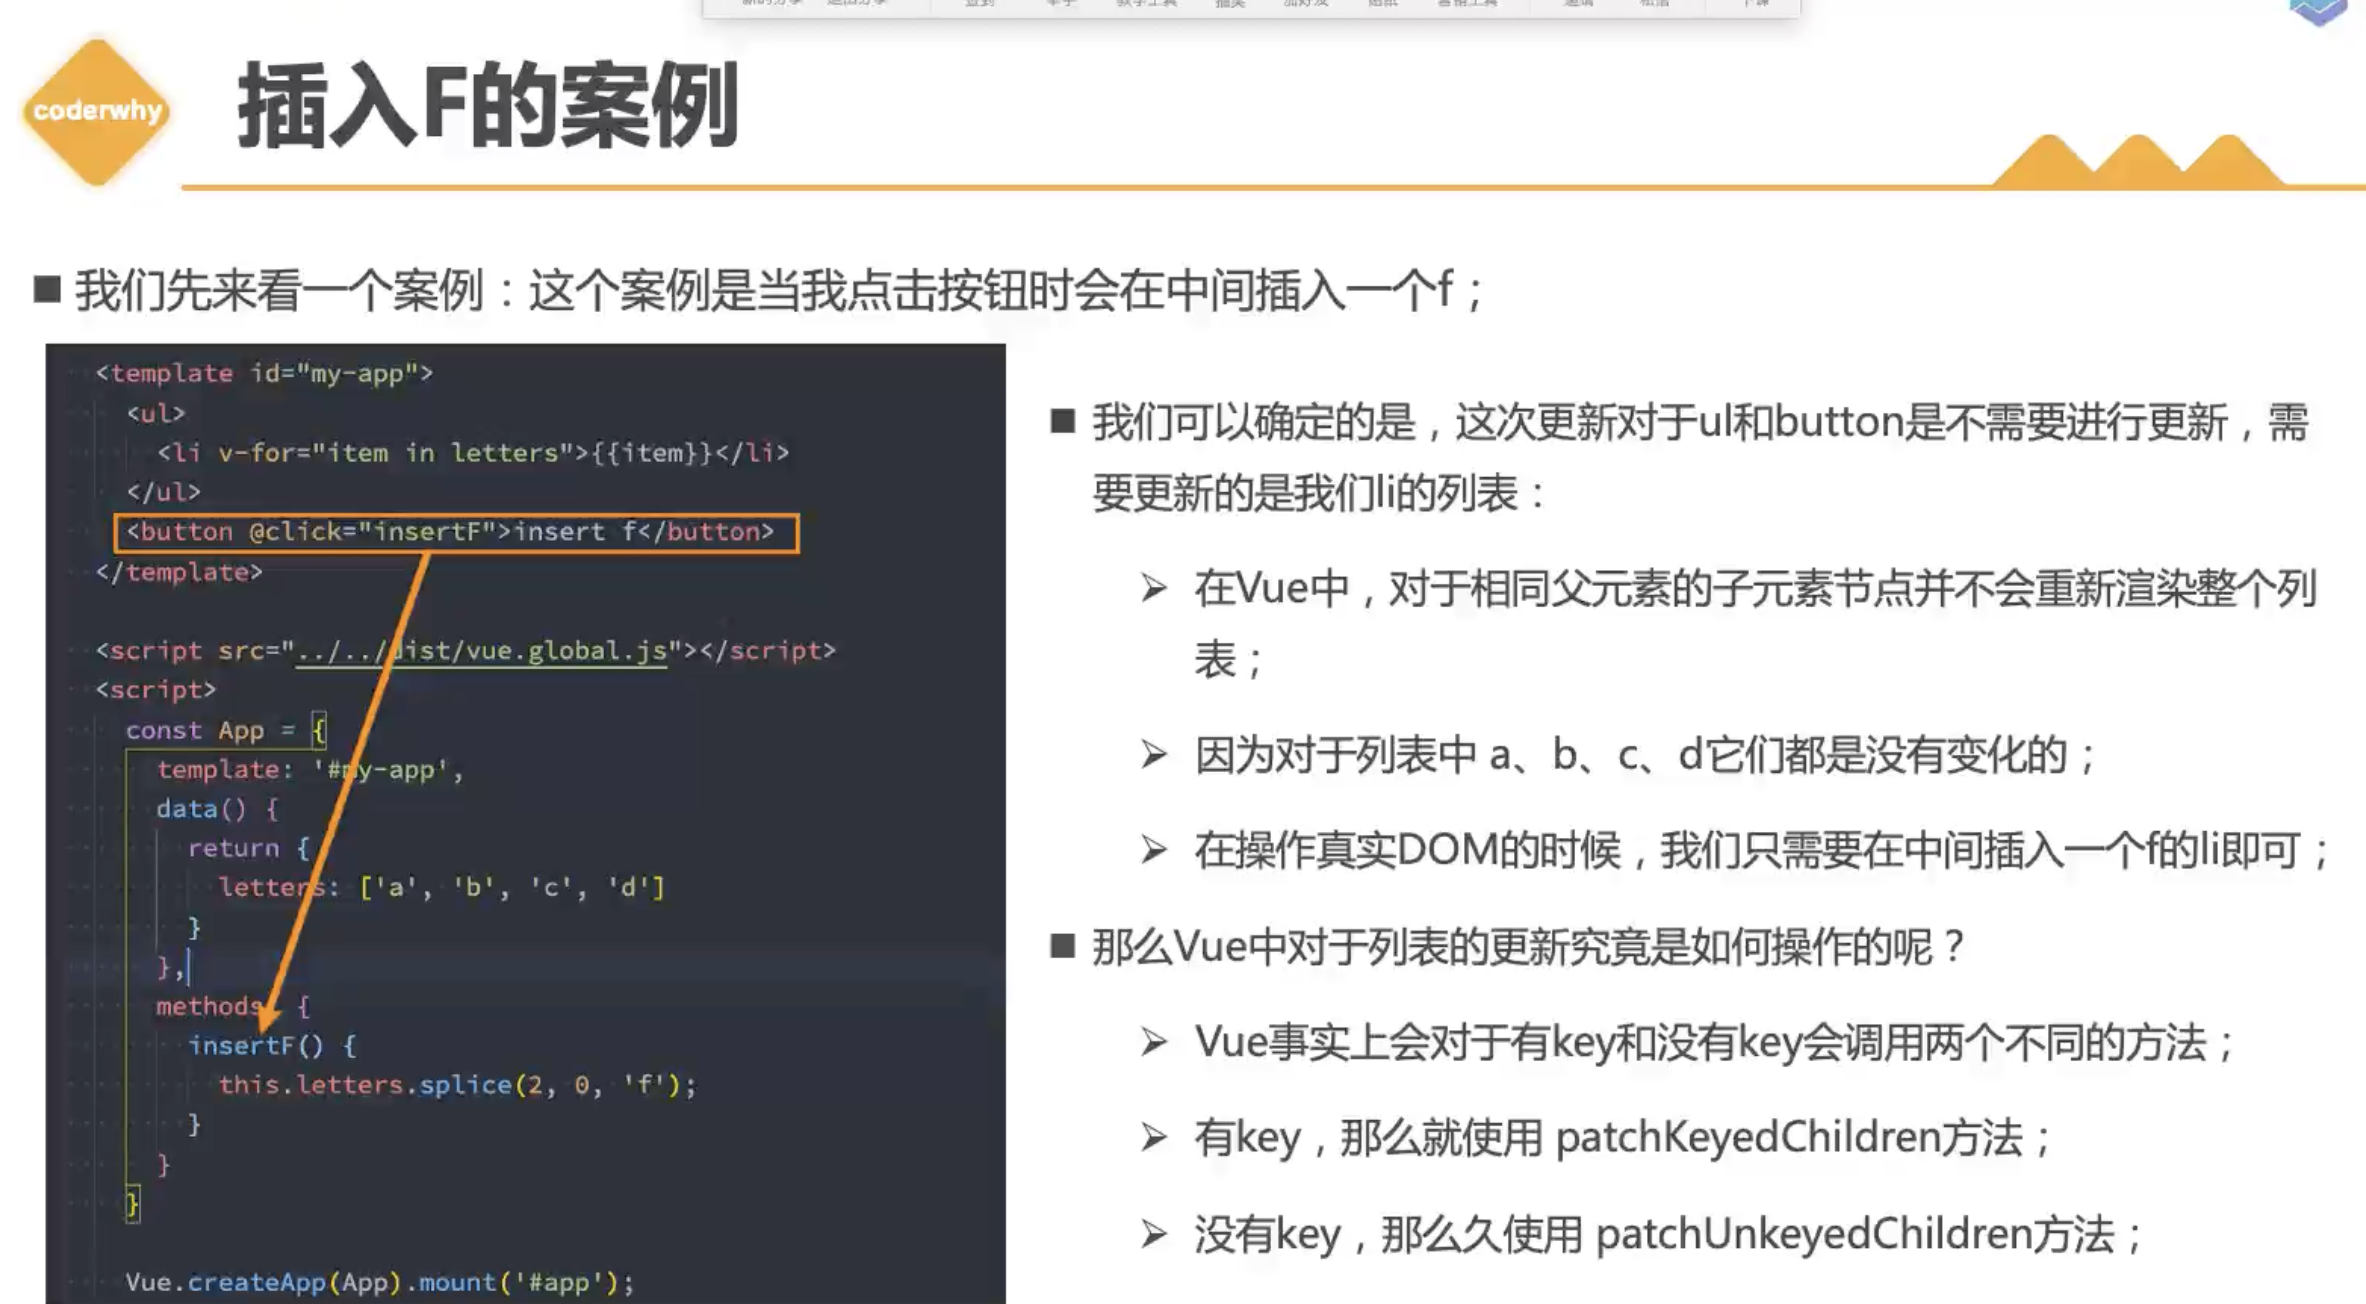 coderwhy
插入F的案例
■ 我们先来看一个案例：这个案例是当我点击按钮时会在中间插入一个f；
<template id="my-app">
<ul>
<li v-for="item in letters">{{item}}</li>
</ul>
<button @click="insertF">insert f</button>
</template>
<script src="../../dist/vue.global.js"></script>
<script>
const App = {
template: '#my-app',
data() {
return {
letters: ['a', 'b', 'c', 'd']
}
},
methods: {
insertF() {
this.letters.splice(2, 0, 'f');
}
}
}
Vue.createApp(App).mount('#app');
■ 我们可以确定的是，这次更新对于ul和button是不需要进行更新，需
要更新的是我们li的列表：
➢ 在Vue中，对于相同父元素的子元素节点并不会重新渲染整个列
表；
➢ 因为对于列表中 a、b、c、d它们都是没有变化的；
➢ 在操作真实DOM的时候，我们只需要在中间插入一个f的li即可；
■ 那么Vue中对于列表的更新究竟是如何操作的呢？
➢ Vue事实上会对于有key和没有key会调用两个不同的方法；
➢ 有key，那么就使用 patchKeyedChildren方法；
➢ 没有key，那么久使用 patchUnkeyedChildren方法；